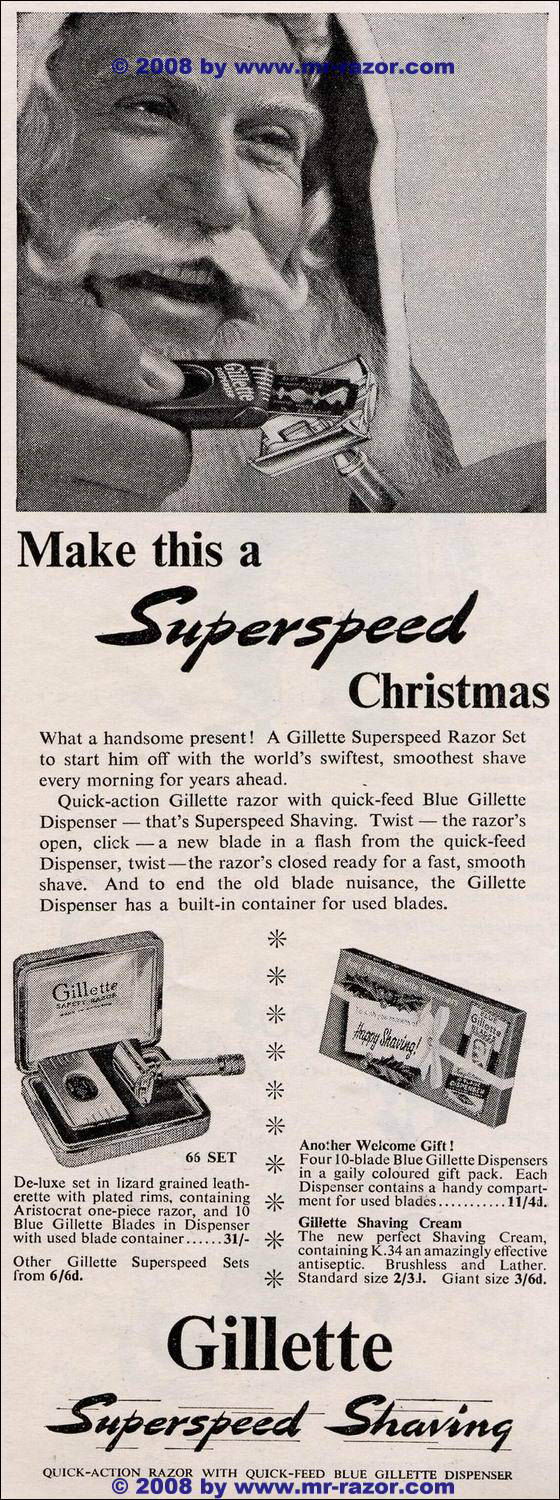 © 2008 by www.mr-razor.com
Gillette
DISPENSER
Make this a
Superspeed
Christmas
What a handsome present! A Gillette Superspeed Razor Set
to start him off with the world's swiftest, smoothest shave
every morning for years ahead.
Quick-action Gillette razor with quick-feed Blue Gillette
Dispenser — that's Superspeed Shaving. Twist — the razor's
open, click — a new blade in a flash from the quick-feed
Dispenser, twist—the razor's closed ready for a fast, smooth
shave. And to end the old blade nuisance, the Gillette
Dispenser has a built-in container for used blades.
Gillette
SAFETY RAZOR
66 SET
De-luxe set in lizard grained leath-
erette with plated rims, containing
Aristocrat one-piece razor, and 10
Blue Gillette Blades in Dispenser
with used blade container......31/-
Other Gillette Superspeed Sets
from 6/6d.
Happy Shaving!
Gillette
Another Welcome Gift!
Four 10-blade Blue Gillette Dispensers
in a gaily coloured gift pack. Each
Dispenser contains a handy compart-
ment for used blades...........11/4d.
Gillette Shaving Cream
The new perfect Shaving Cream,
containing K.34 an amazingly effective
antiseptic. Brushless and Lather.
Standard size 2/3d. Giant size 3/6d.
Gillette
Superspeed Shaving
QUICK-ACTION RAZOR WITH QUICK-FEED BLUE GILLETTE DISPENSER
© 2008 by www.mr-razor.com